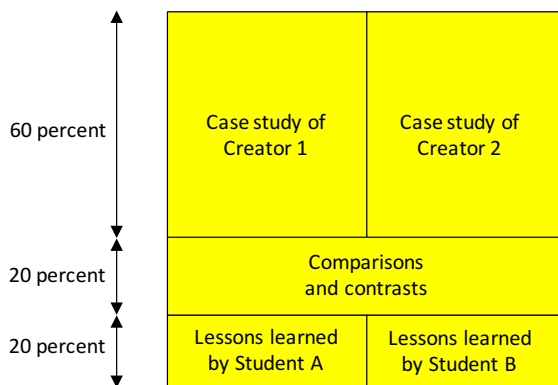 60 percent
Case study of
Creator 1
Case study of
Creator 2
20 percent
Comparisons
and contrasts
20 percent
Lessons learned
by Student A
Lessons learned
by Student B